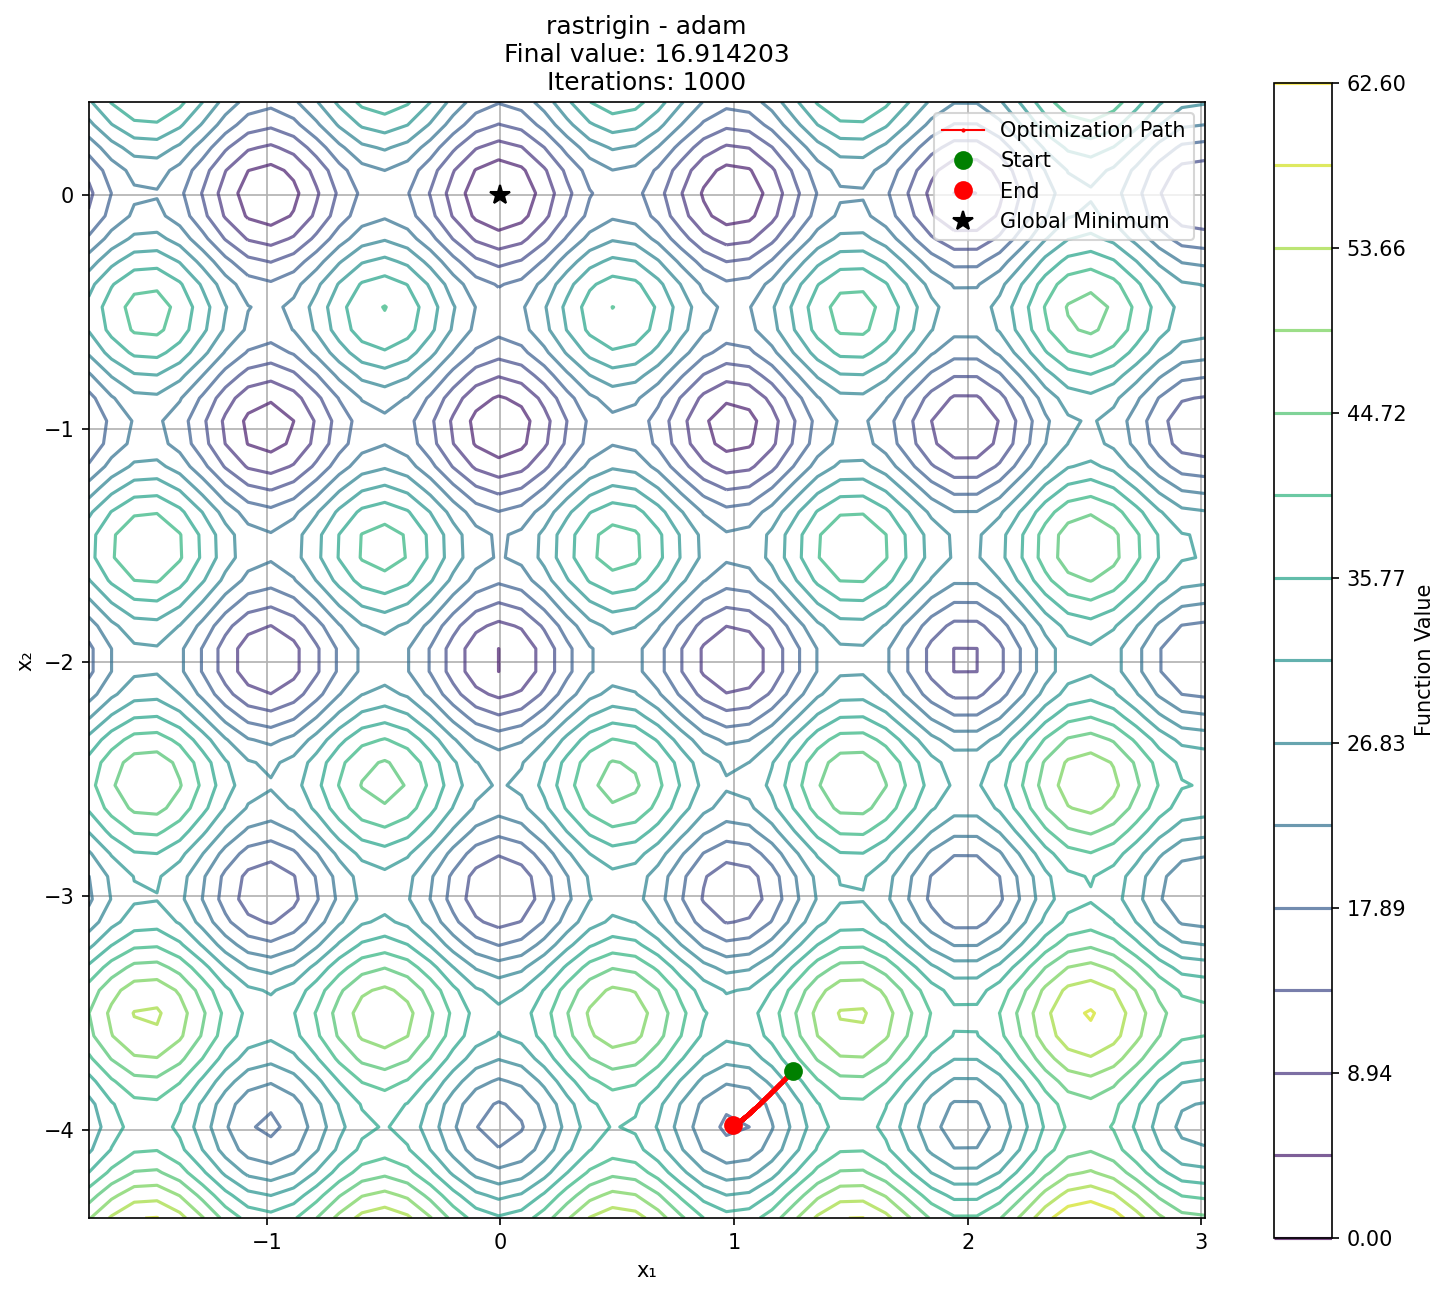 rastrigin - adam
Final value: 16.914203
Iterations: 1000
Optimization Path
Start
End
Global Minimum
0
−1
−2
−3
−4
x₂
−1
0
1
2
3
x₁
62.60
53.66
44.72
35.77
26.83
17.89
8.94
0.00
Function Value